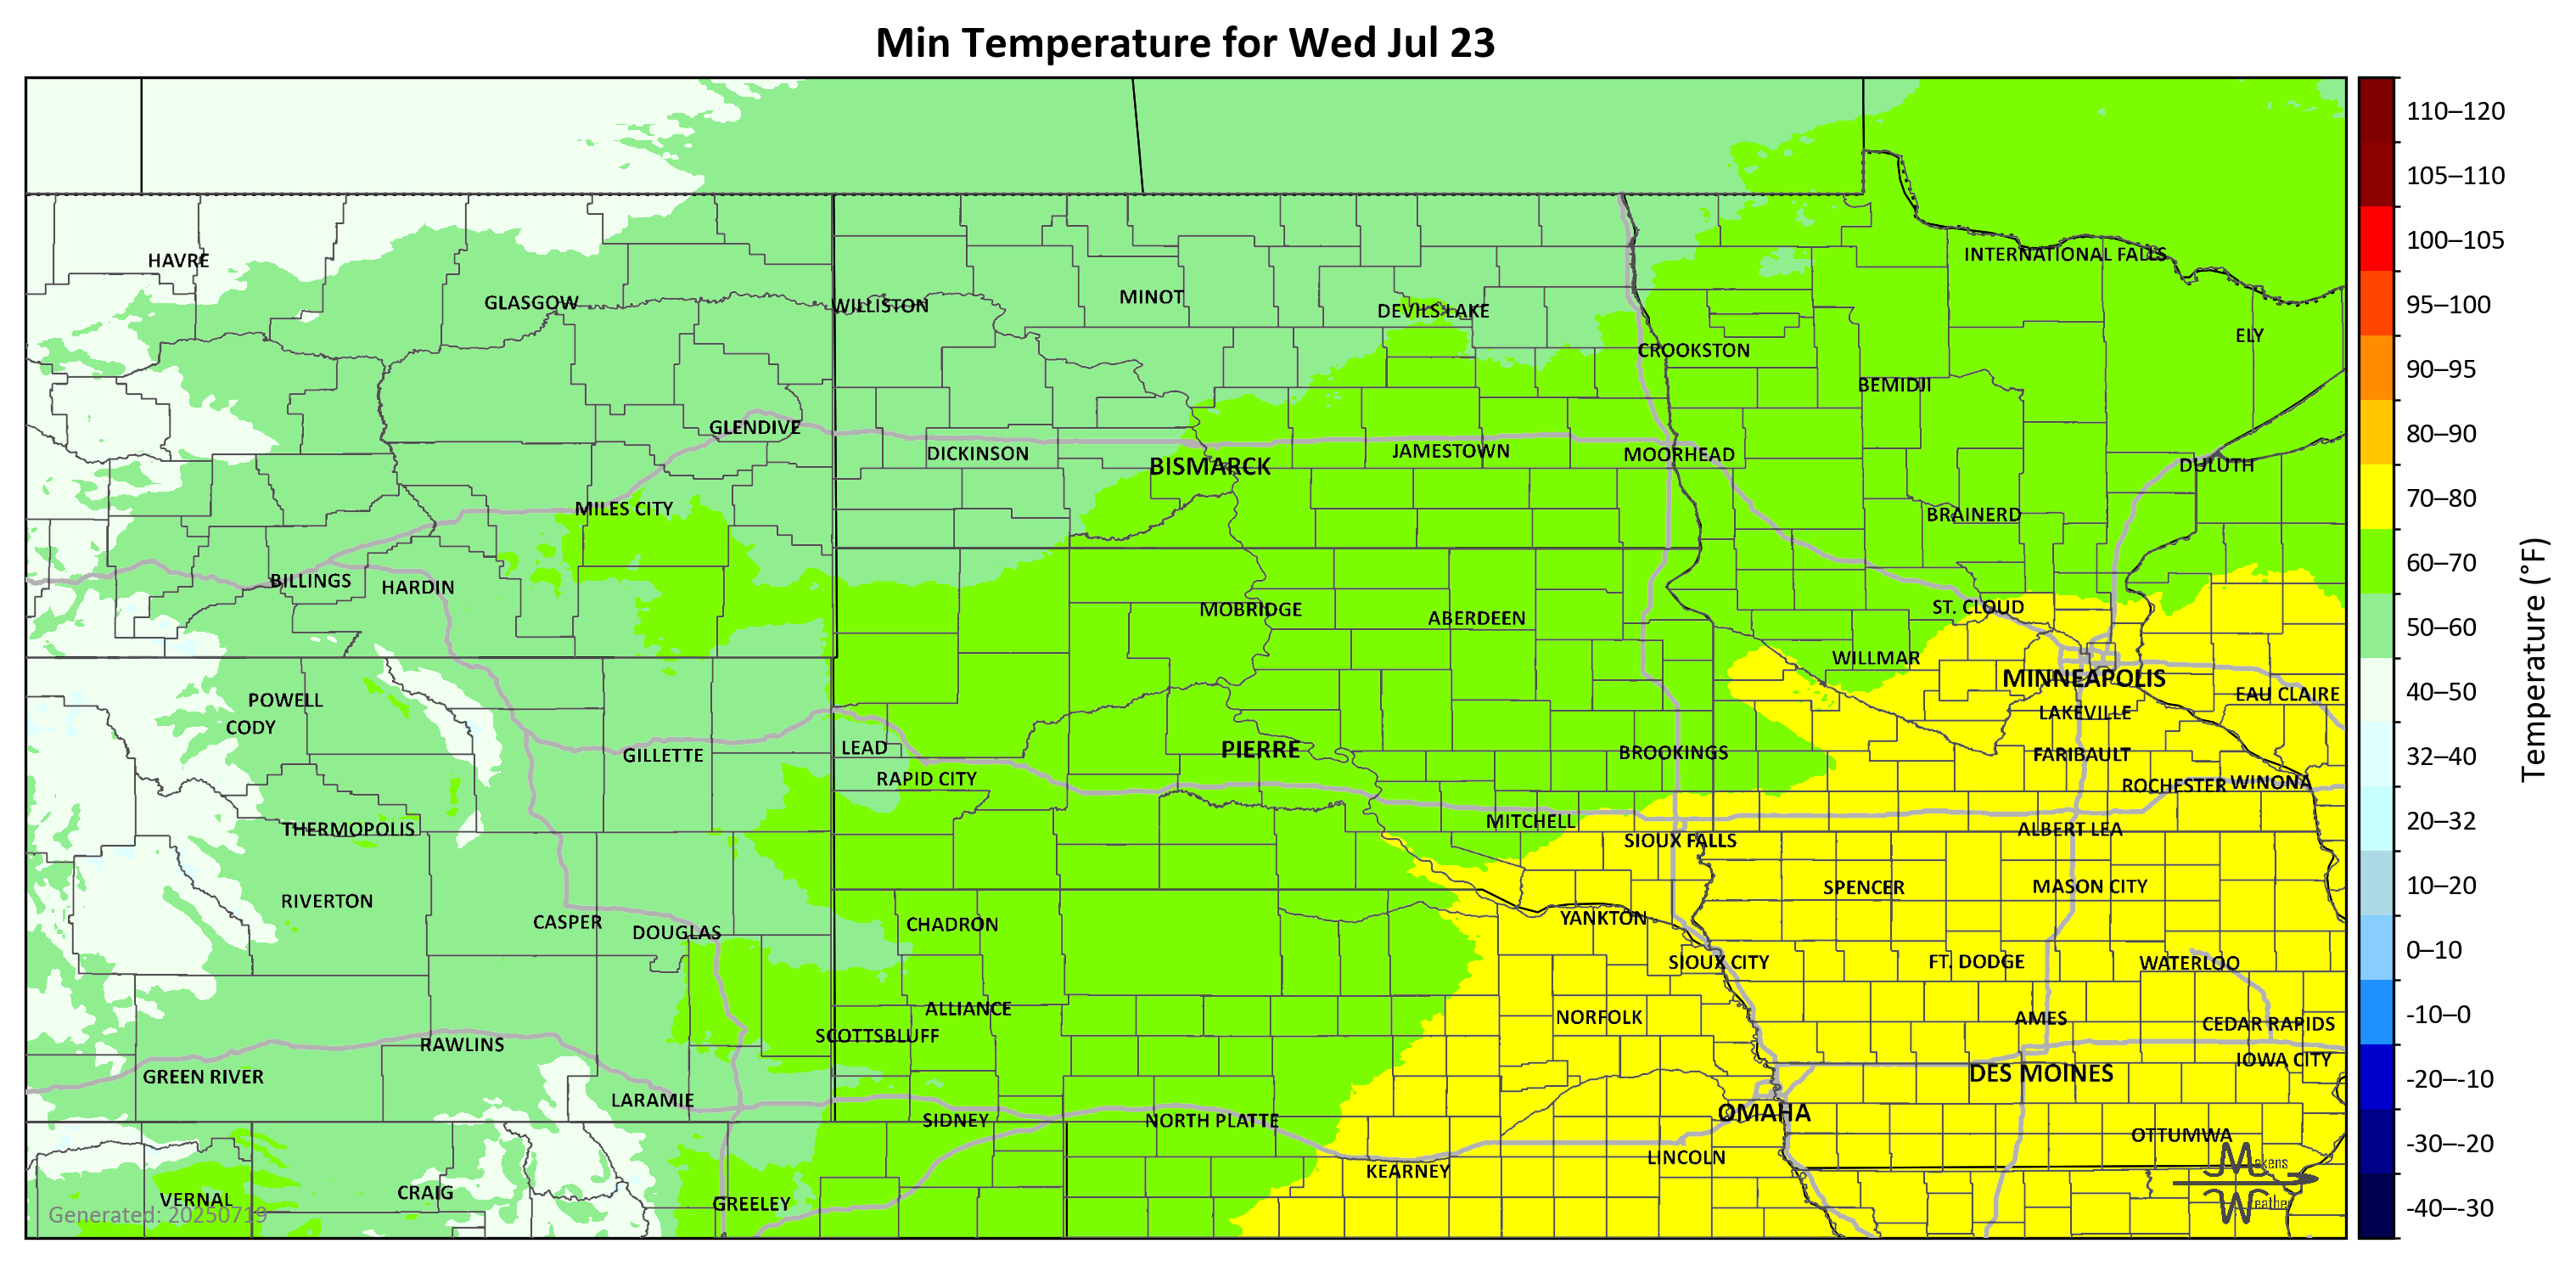 Min Temperature for Wed Jul 23
110–120
105–110
100–105
95–100
90–95
80–90
70–80
60–70
50–60
40–50
32–40
20–32
10–20
0–10
-10–0
-20–-10
-30–-20
-40–-30
Temperature (°F)
HAVRE
INTERNATIONAL FALLS
GLASGOW
WILLISTON
MINOT
DEVILS LAKE
ELY
CROOKSTON
BEMIDJI
GLENDIVE
DICKINSON
BISMARCK
JAMESTOWN
MOORHEAD
DULUTH
MILES CITY
BRAINERD
BILLINGS
HARDIN
MOBRIDGE
ABERDEEN
ST. CLOUD
WILLMAR
MINNEAPOLIS
EAU CLAIRE
POWELL
CODY
LAKEVILLE
GILLETTE
LEAD
PIERRE
BROOKINGS
FARIBAULT
RAPID CITY
ROCHESTER
WINONA
THERMOPOLIS
MITCHELL
SIOUX FALLS
ALBERT LEA
RIVERTON
SPENCER
MASON CITY
CASPER
DOUGLAS
CHADRON
YANKTON
SIOUX CITY
FT. DODGE
WATERLOO
ALLIANCE
NORFOLK
AMES
CEDAR RAPIDS
SCOTTSBLUFF
RAWLINS
IOWA CITY
GREEN RIVER
DES MOINES
LARAMIE
SIDNEY
NORTH PLATTE
OMAHA
OTTUMWA
LINCOLN
KEARNEY
VERNAL
CRAIG
GREELEY
Makens
Weather
Generated: 20250719